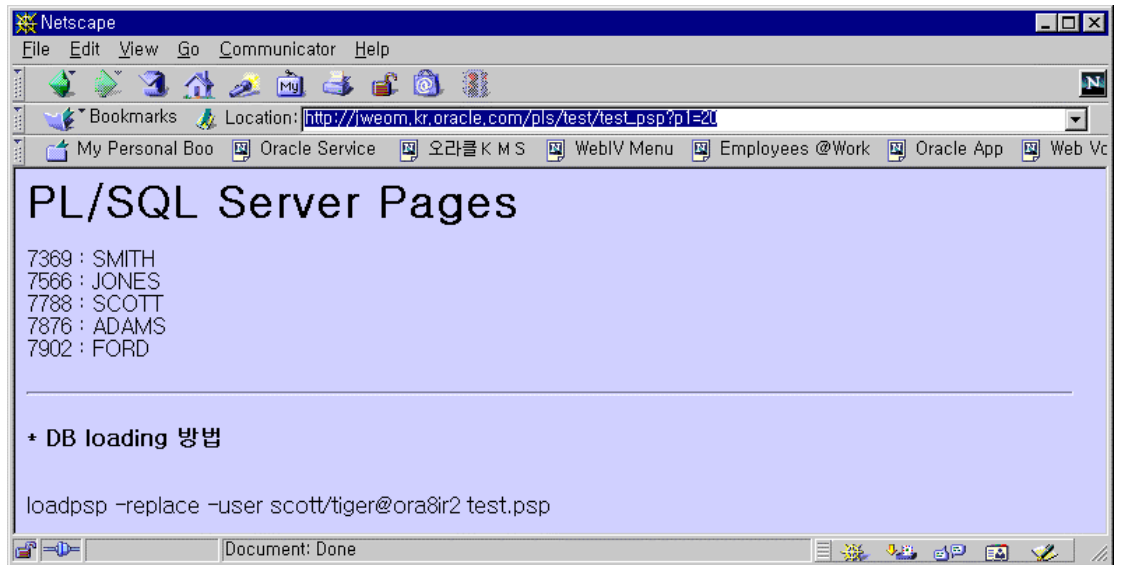 Netscape
File Edit View Go Communicator Help
My
N
Bookmarks Location: http://jweom.kr.oracle.com/pls/test/test_psp?p1=20
My Personal Boo Oracle Service 오라클 K M S WebIV Menu Employees @Work Oracle App Web Vc
PL/SQL Server Pages
7369 : SMITH
7566 : JONES
7788 : SCOTT
7876 : ADAMS
7902 : FORD
* DB loading 방법
loadpsp -replace -user scott/tiger@ora8ir2 test.psp
Document: Done